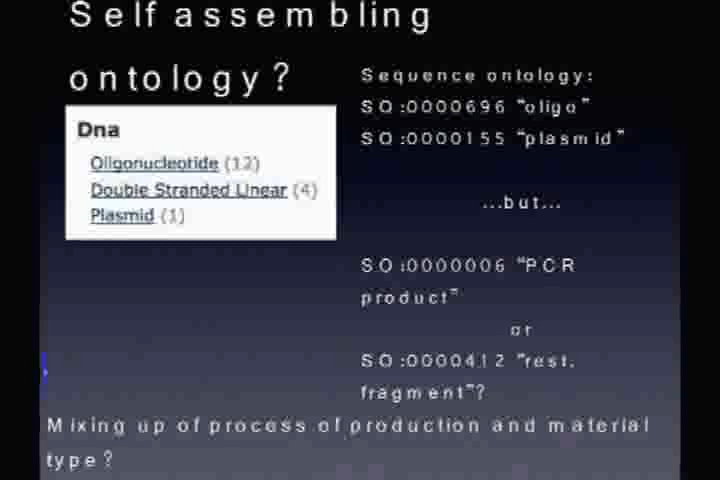 Self assembling
ontology?
Dna
Oligonucleotide (12)
Double Stranded Linear (4)
Plasmid (1)
Sequence ontology:
SO:0000696 "oligo"
SO:0000155 "plasmid"
...but...
SO:0000006 "PCR
product"
or
SO:0000412 "rest.
fragment"?
Mixing up of process of production and material
type?